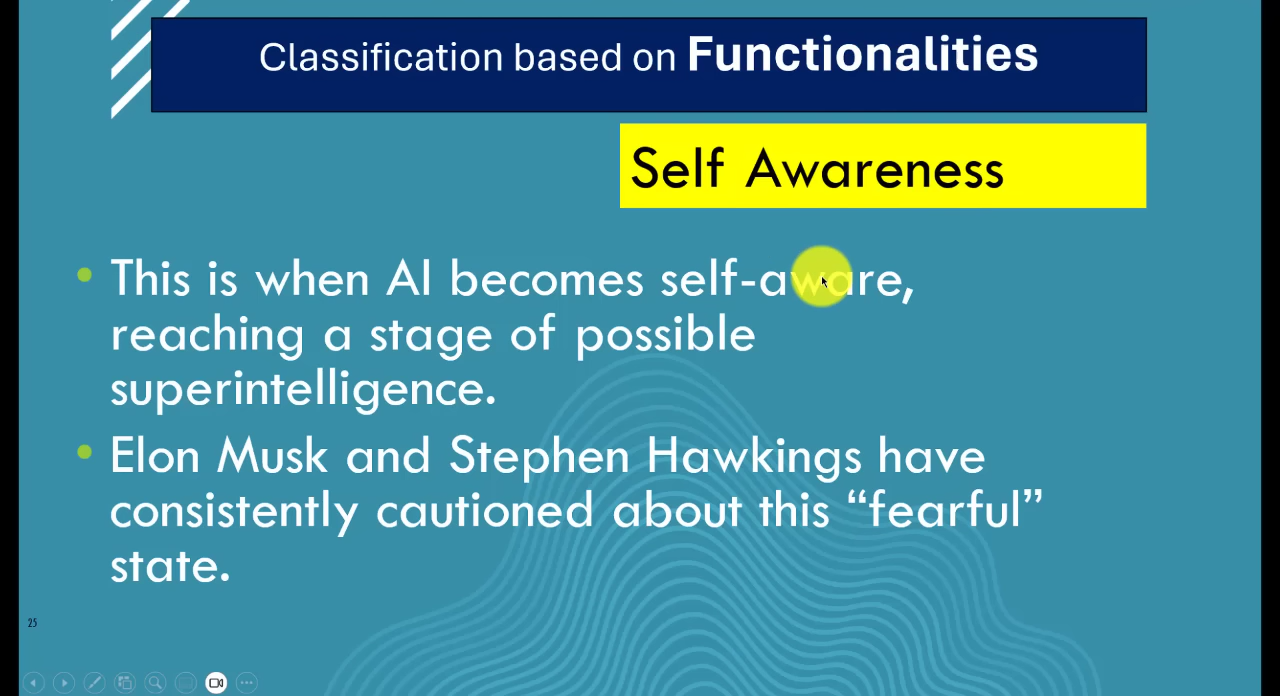 Classification based on Functionalities
Self Awareness
This is when AI becomes self-aware,
reaching a stage of possible
superintelligence.
Elon Musk and Stephen Hawkings have
consistently cautioned about this “fearful”
state.
25